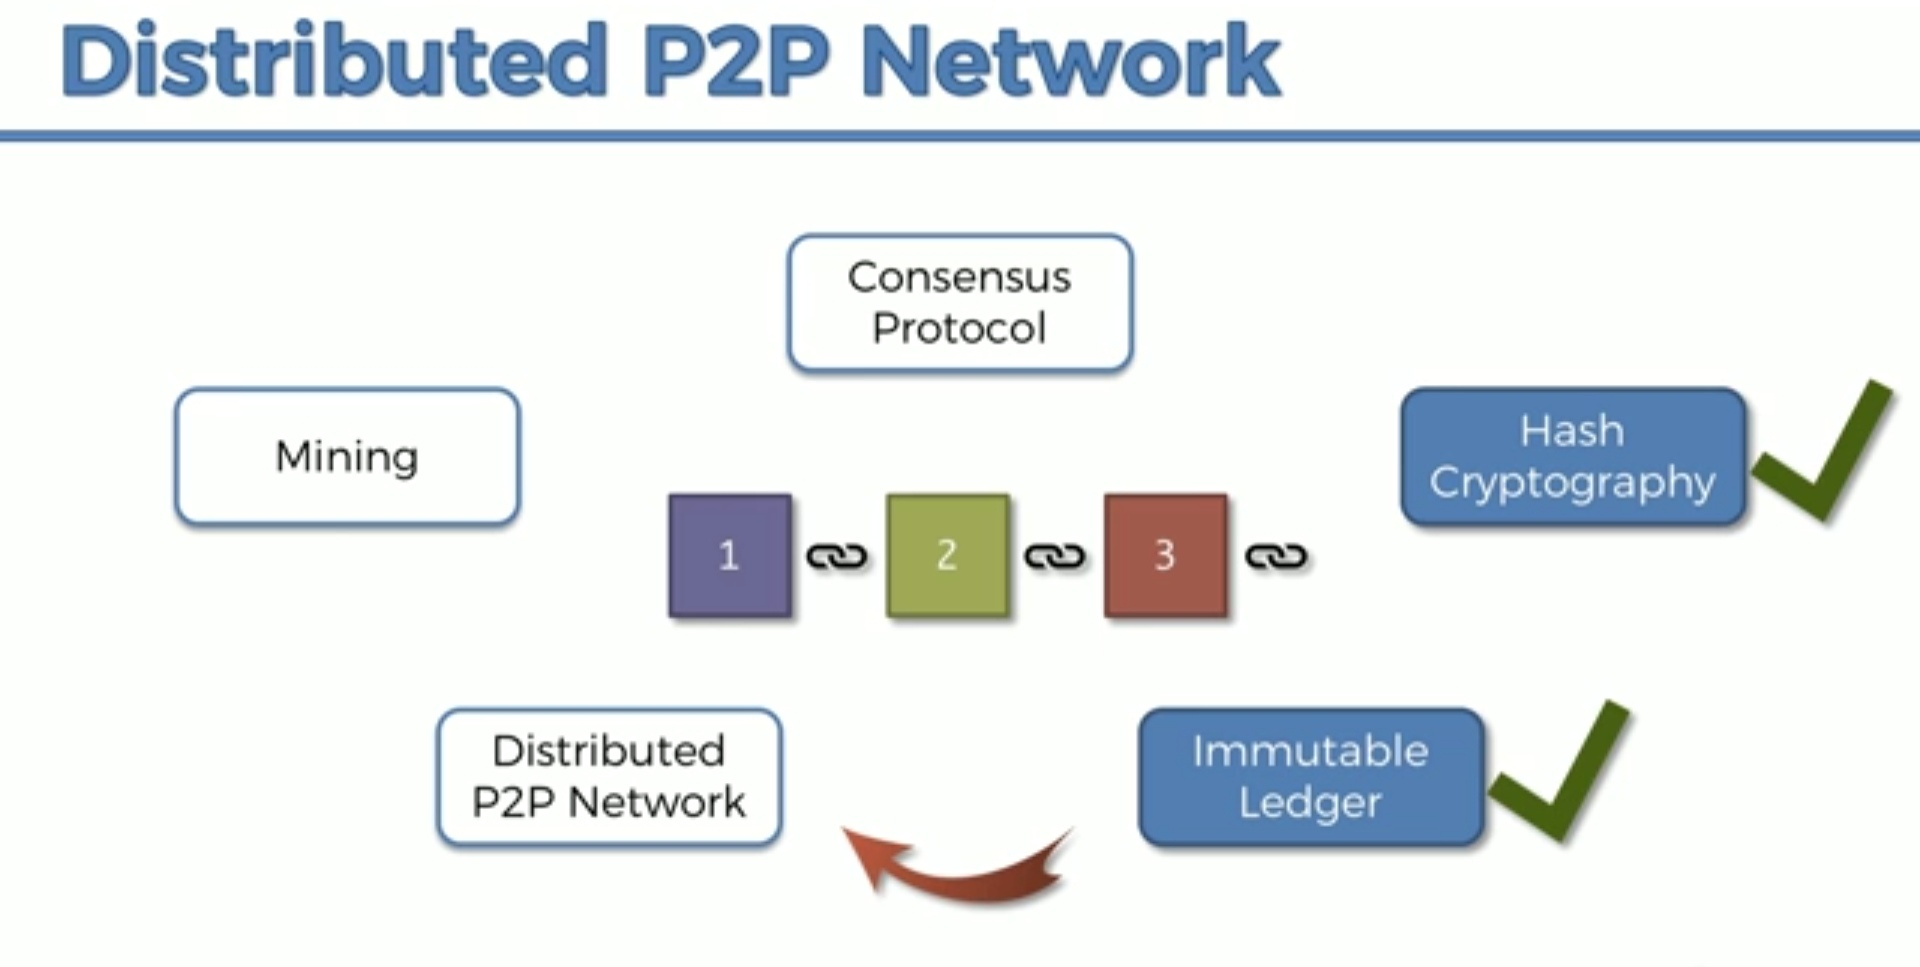 Distributed P2P Network
Consensus
Protocol
Mining
Hash
Cryptography
1
2
3
Distributed
P2P Network
Immutable
Ledger